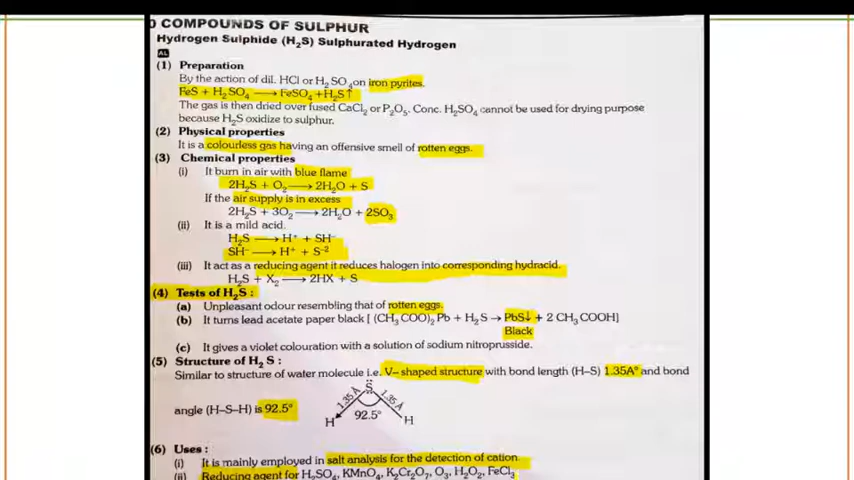 COMPOUNDS OF SULPHUR
Hydrogen Sulphide (H₂S) Sulphurated Hydrogen
AL
(1) Preparation
By the action of dil. HCl or H₂SO₄ on iron pyrites.
FeS + H₂SO₄ ⟶ FeSO₄ + H₂S↑
The gas is then dried over fused CaCl₂ or P₂O₅. Conc. H₂SO₄ cannot be used for drying purpose
because H₂S oxidize to sulphur.
(2) Physical properties
It is a colourless gas having an offensive smell of rotten eggs.
(3) Chemical properties
(i) It burn in air with blue flame
2H₂S + O₂ ⟶ 2H₂O + S
If the air supply is in excess
2H₂S + 3O₂ ⟶ 2H₂O + 2SO₃
(ii) It is a mild acid.
H₂S ⟶ H⁺ + SH⁻
SH⁻ ⟶ H⁺ + S⁻²
(iii) It act as a reducing agent it reduces halogen into corresponding hydracid.
H₂S + X₂ ⟶ 2HX + S
(4) Tests of H₂S :
(a) Unpleasant odour resembling that of rotten eggs.
(b) It turns lead acetate paper black [ (CH₃COO)₂ Pb + H₂S → PbS↓ + 2 CH₃COOH]
Black
(c) It gives a violet colouration with a solution of sodium nitroprusside.
(5) Structure of H₂S :
Similar to structure of water molecule i.e. V– shaped structure with bond length (H–S) 1.35A° and bond
angle (H–S–H) is 92.5°
S
1.35 Å 1.35 Å
92.5°
H H
(6) Uses :
(i) It is mainly employed in salt analysis for the detection of cation.
(ii) Reducing agent for H₂SO₄, KMnO₄, K₂Cr₂O₇, O₃, H₂O₂, FeCl₃